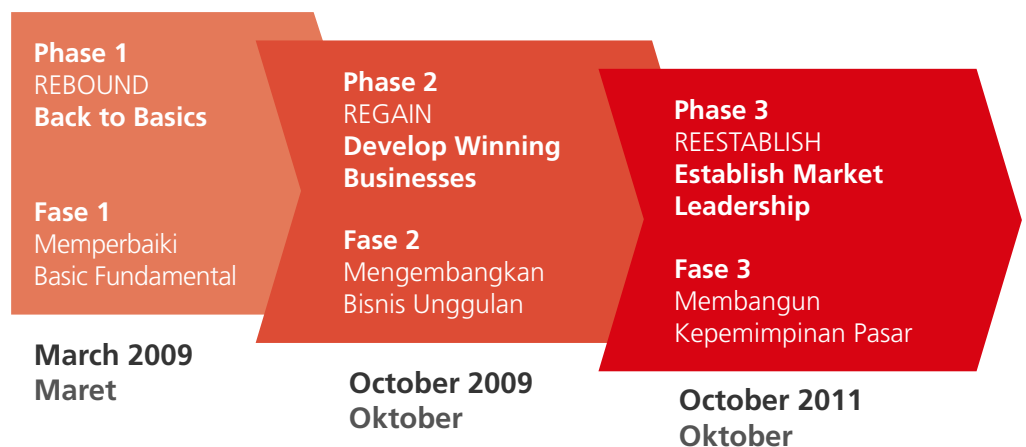 Phase 1
REBOUND
Back to Basics
Fase 1
Memperbaiki
Basic Fundamental
March 2009
Maret
Phase 2
REGAIN
Develop Winning
Businesses
Fase 2
Mengembangkan
Bisnis Unggulan
October 2009
Oktober
Phase 3
REESTABLISH
Establish Market
Leadership
Fase 3
Membangun
Kepemimpinan Pasar
October 2011
Oktober